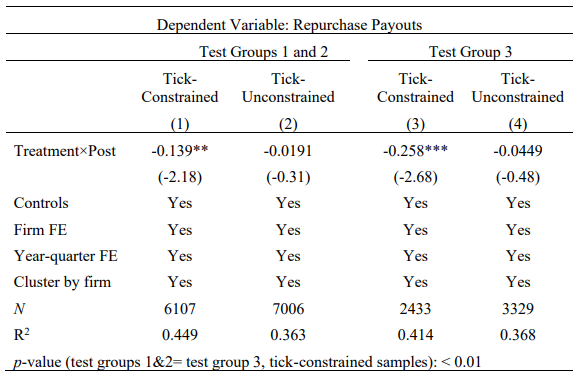 Dependent Variable: Repurchase Payouts
Test Groups 1 and 2 Test Group 3
Tick- Tick- Tick- Tick-
Constrained Unconstrained Constrained Unconstrained
(1) (2) (3) (4)
Treatment×Post -0.139** -0.0191 -0.258*** -0.0449
(-2.18) (-0.31) (-2.68) (-0.48)
Controls Yes Yes Yes Yes
Firm FE Yes Yes Yes Yes
Year-quarter FE Yes Yes Yes Yes
Cluster by firm Yes Yes Yes Yes
N 6107 7006 2433 3329
R² 0.449 0.363 0.414 0.368
p-value (test groups 1&2= test group 3, tick-constrained samples): < 0.01